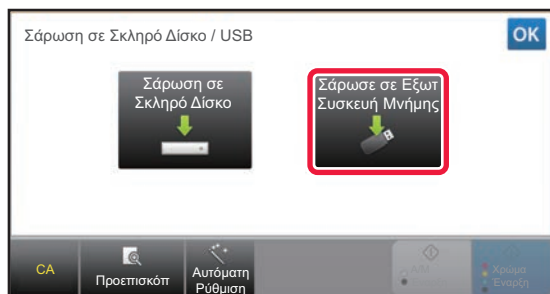 Σάρωση σε Σκληρό Δίσκο / USB
OK
Σάρωση σε
Σκληρό Δίσκο
Σάρωσε σε Εξωτ
Συσκευή Μνήμης
CA
Προεπισκόπ
Αυτόματη
Ρύθμιση
Α/Μ
Χρώμα
Έναρξη